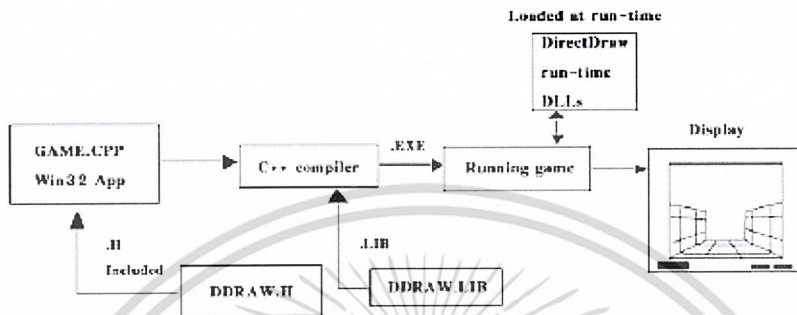 Loaded at run-time
DirectDraw
run-time
DLLs
Display
GAME.CPP
Win32 App
C++ compiler
.EXE
Running game
.H
Included
.LIB
DDRAW.H
DDRAW.LIB